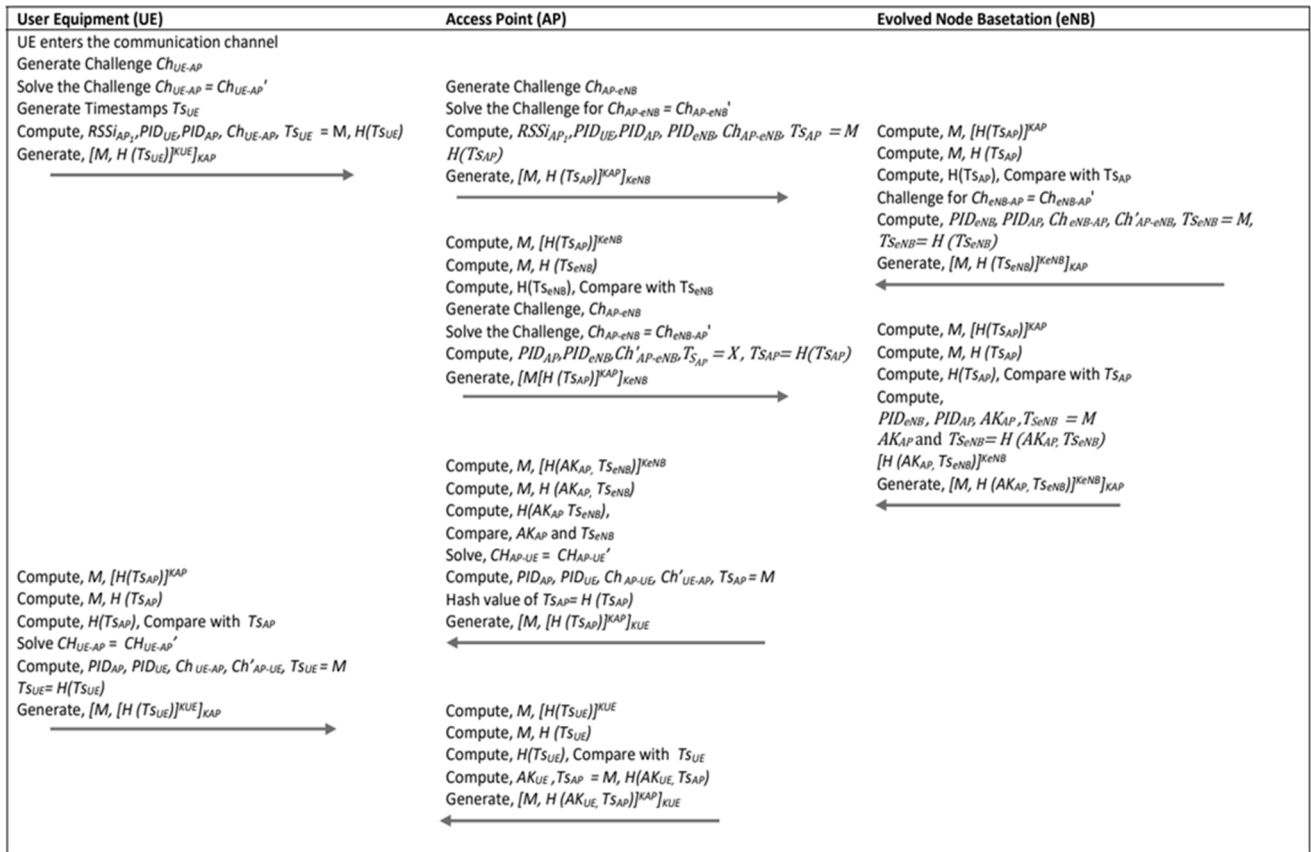 User Equipment (UE)
Access Point (AP)
Evolved Node Basetation (eNB)
UE enters the communication channel
Generate Challenge ChUE-AP
Solve the Challenge ChUE-AP = ChUE-AP'
Generate Timestamps TsUE
Compute, RSSiAP1,PIDUE,PIDAP, ChUE-AP, TsUE = M, H(TsUE)
Generate, [M, H (TsUE)]KUE]KAP
Generate Challenge ChAP-eNB
Solve the Challenge for ChAP-eNB = ChAP-eNB'
Compute, RSSiAP1,PIDUE,PIDAP, PIDeNB, ChAP-eNB, TsAP = M
H(TsAP)
Generate, [M, H (TsAP)]KAP]KeNB
Compute, M, [H(TsAP)]KAP
Compute, M, H (TsAP)
Compute, H(TsAP), Compare with TsAP
Challenge for CheNB-AP = CheNB-AP'
Compute, PIDeNB, PIDAP, Ch eNB-AP, Ch'AP-eNB, TseNB = M,
TseNB= H (TseNB)
Generate, [M, H (TseNB)]KeNB]KAP
Compute, M, [H(TsAP)]KeNB
Compute, M, H (TseNB)
Compute, H(TseNB), Compare with TseNB
Generate Challenge, ChAP-eNB
Solve the Challenge, ChAP-eNB = CheNB-AP'
Compute, PIDAP,PIDeNB,Ch'AP-eNB,TSAP = X, TsAP= H(TsAP)
Generate, [M[H (TsAP)]KAP]KeNB
Compute, M, [H(TsAP)]KAP
Compute, M, H (TsAP)
Compute, H(TsAP), Compare with TsAP
Compute,
PIDeNB, PIDAP, AKAP ,TSeNB = M
AKAP and TseNB= H (AKAP, TseNB)
[H (AKAP, TseNB)]KeNB
Generate, [M, H (AKAP, TseNB)]KeNB]KAP
Compute, M, [H(AKAP, TseNB)]KeNB
Compute, M, H (AKAP, TseNB)
Compute, H(AKAP TseNB),
Compare, AKAP and TseNB
Solve, CHAP-UE = CHAP-UE'
Compute, PIDAP, PIDUE, Ch AP-UE, Ch'UE-AP, TsAP = M
Hash value of TsAP= H (TsAP)
Generate, [M, [H (TsAP)]KAP]KUE
Compute, M, [H(TsAP)]KAP
Compute, M, H (TsAP)
Compute, H(TsAP), Compare with TsAP
Solve CHUE-AP = CHUE-AP'
Compute, PIDAP, PIDUE, Ch UE-AP, Ch'AP-UE, TsUE = M
TsUE= H(TsUE)
Generate, [M, [H (TsUE)]KUE]KAP
Compute, M, [H(TsUE)]KUE
Compute, M, H (TsUE)
Compute, H(TsUE), Compare with TsUE
Compute, AKUE ,TsAP = M, H(AKUE, TsAP)
Generate, [M, H (AKUE, TsAP)]KAP]KUE